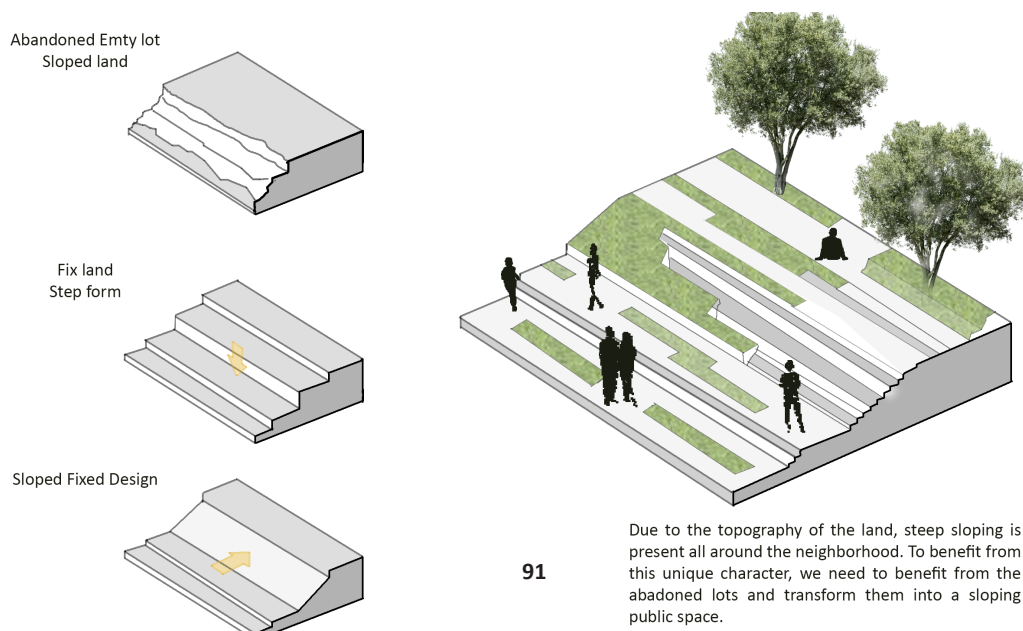 Abandoned Emty lot
Sloped land
Fix land
Step form
Sloped Fixed Design
91
Due to the topography of the land, steep sloping is
present all around the neighborhood. To benefit from
this unique character, we need to benefit from the
abadoned lots and transform them into a sloping
public space.